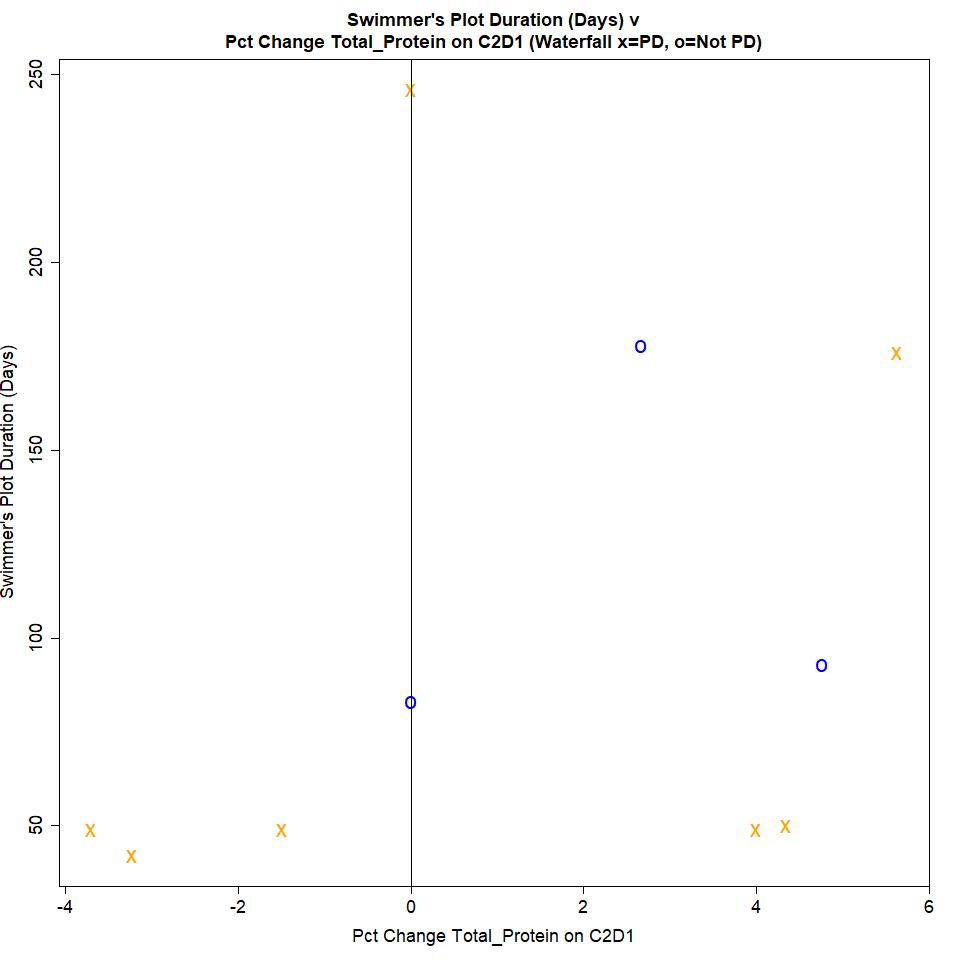 Swimmer's Plot Duration (Days) v
Pct Change Total_Protein on C2D1 (Waterfall x=PD, o=Not PD)
250
200
150
100
50
Swimmer's Plot Duration (Days)
X
O
X
O
O
X
X
X
X
X
-4
-2
0
2
4
6
Pct Change Total_Protein on C2D1